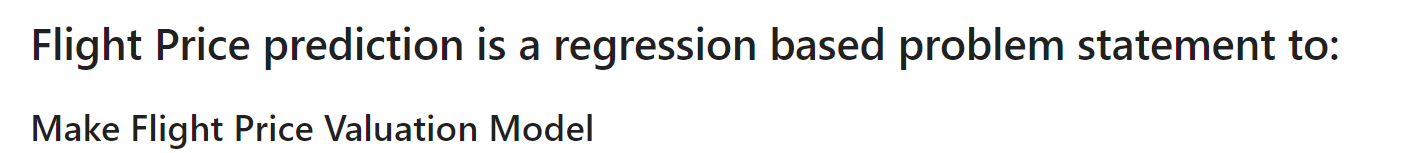 Flight Price prediction is a regression based problem statement to:
Make Flight Price Valuation Model